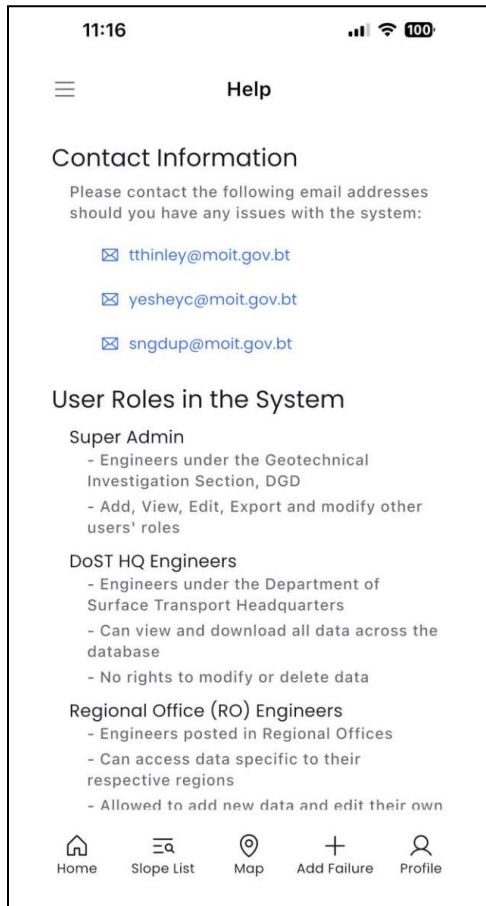 11:16
100
Help
Contact Information
Please contact the following email addresses
should you have any issues with the system:
tthinley@moit.gov.bt
yesheyc@moit.gov.bt
sngdup@moit.gov.bt
User Roles in the System
Super Admin
- Engineers under the Geotechnical
Investigation Section, DGD
- Add, View, Edit, Export and modify other
users' roles
DoST HQ Engineers
- Engineers under the Department of
Surface Transport Headquarters
- Can view and download all data across the
database
- No rights to modify or delete data
Regional Office (RO) Engineers
- Engineers posted in Regional Offices
- Can access data specific to their
respective regions
- Allowed to add new data and edit their own
Home Slope List Map Add Failure Profile